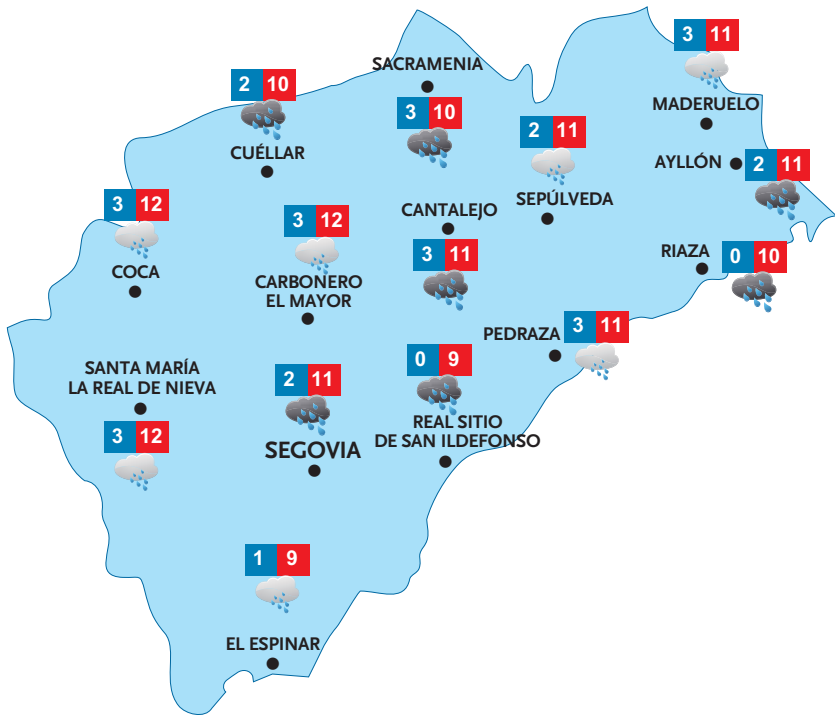 3 11
MADERUELO
SACRAMENIA
3 10
2 10
CUÉLLAR
2 11
SEPÚLVEDA
AYLLÓN
2 11
3 12
COCA
3 12
CARBONERO
EL MAYOR
CANTALEJO
3 11
RIAZA
0 10
PEDRAZA
3 11
SANTA MARÍA
LA REAL DE NIEVA
3 12
2 11
SEGOVIA
0 9
REAL SITIO
DE SAN ILDEFONSO
1 9
EL ESPINAR